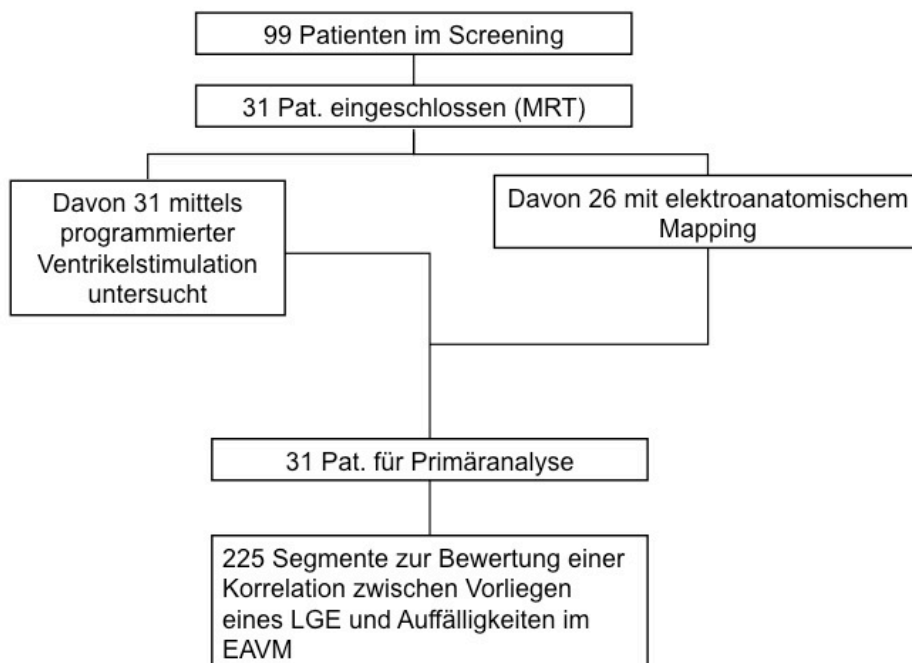 99 Patienten im Screening
31 Pat. eingeschlossen (MRT)
Davon 31 mittels
programmierter
Ventrikelstimulation
untersucht
Davon 26 mit elektroanatomischem
Mapping
31 Pat. für Primäranalyse
225 Segmente zur Bewertung einer
Korrelation zwischen Vorliegen
eines LGE und Auffälligkeiten im
EAVM